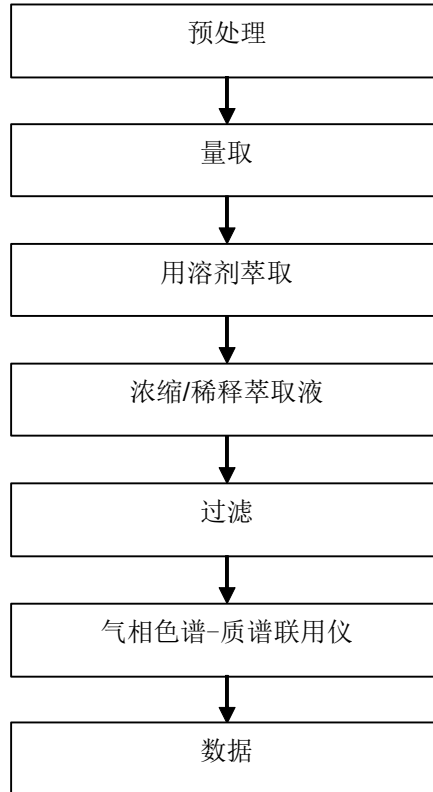 预处理
量取
用溶剂萃取
浓缩/稀释萃取液
过滤
气相色谱-质谱联用仪
数据